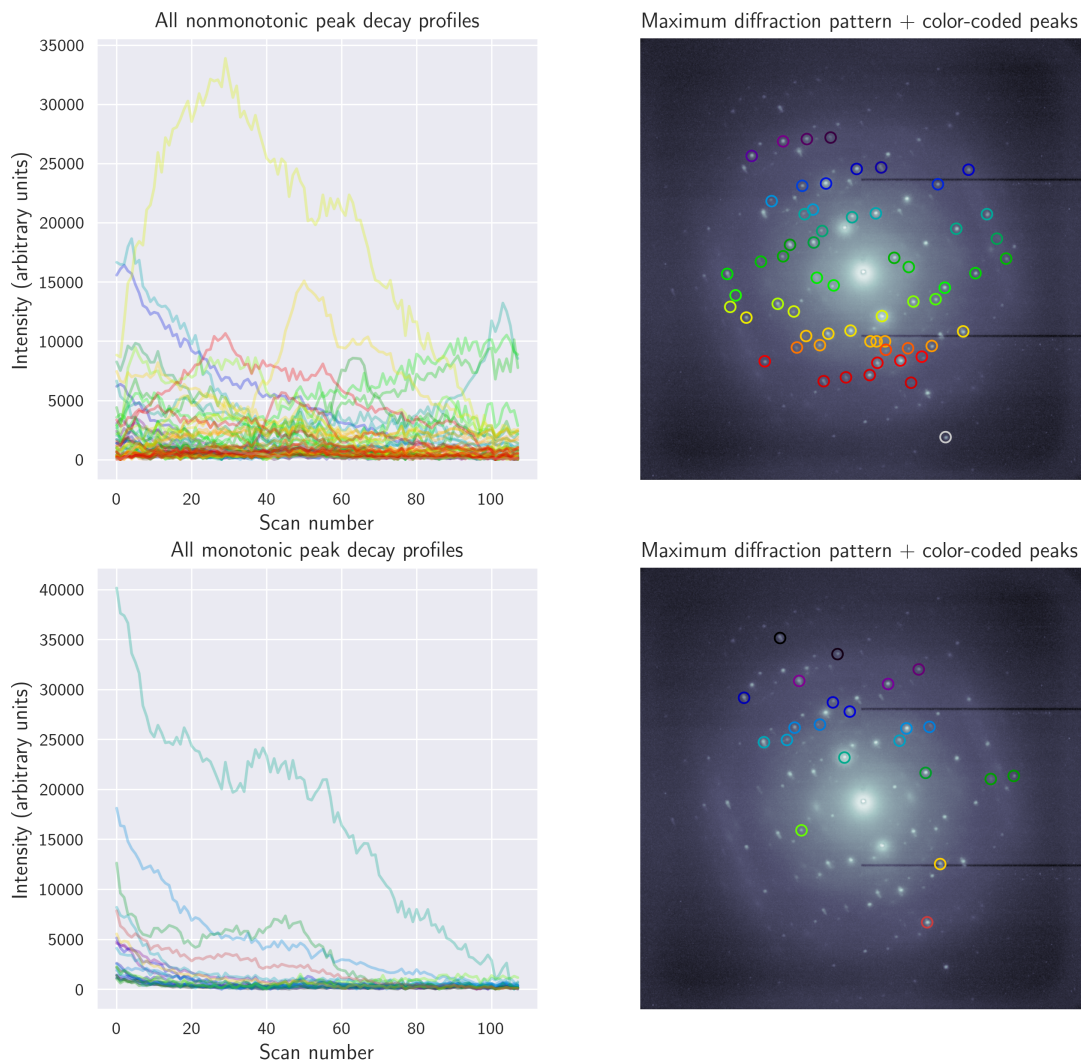 All nonmonotonic peak decay profiles
Maximum diffraction pattern + color-coded peaks
35000
30000
25000
20000
15000
10000
5000
0
Intensity (arbitrary units)
0 20 40 60 80 100
Scan number
All monotonic peak decay profiles
Maximum diffraction pattern + color-coded peaks
40000
35000
30000
25000
20000
15000
10000
5000
0
Intensity (arbitrary units)
0 20 40 60 80 100
Scan number